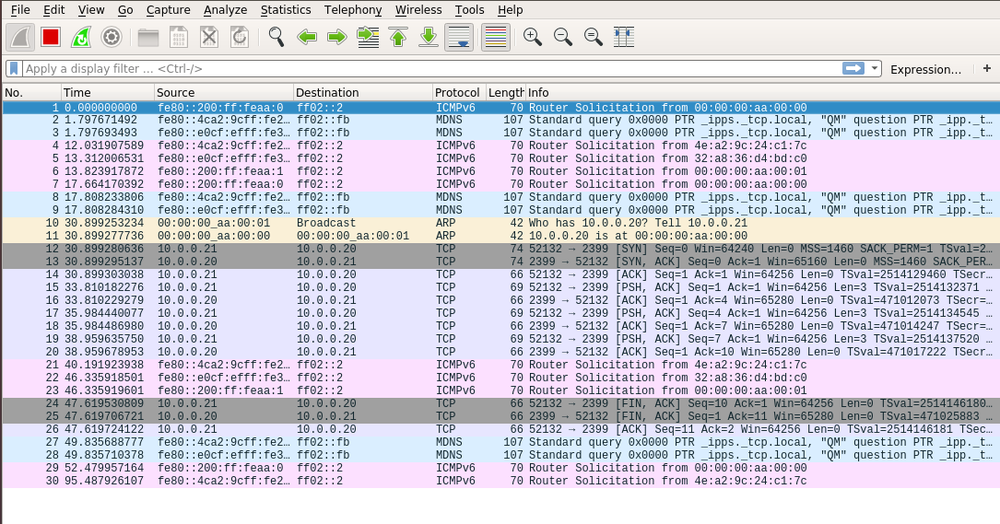 File Edit View Go Capture Analyze Statistics Telephony Wireless Tools Help
Apply a display filter … <Ctrl-/> Expression… +
No. Time Source Destination Protocol Length Info
1 0.000000000 fe80::200:ff:feaa:0 ff02::2 ICMPv6 70 Router Solicitation from 00:00:00:aa:00:00
2 1.797671492 fe80::4ca2:9cff:fe2… ff02::fb MDNS 107 Standard query 0x0000 PTR _ipps._tcp.local, "QM" question PTR _ipp._t…
3 1.797693493 fe80::e0cf:efff:fe3… ff02::fb MDNS 107 Standard query 0x0000 PTR _ipps._tcp.local, "QM" question PTR _ipp._t…
4 12.031907589 fe80::4ca2:9cff:fe2… ff02::2 ICMPv6 70 Router Solicitation from 4e:a2:9c:24:c1:7c
5 13.312006531 fe80::e0cf:efff:fe3… ff02::2 ICMPv6 70 Router Solicitation from 32:a8:36:d4:bd:c0
6 13.823917872 fe80::200:ff:feaa:1 ff02::2 ICMPv6 70 Router Solicitation from 00:00:00:aa:00:01
7 17.664170392 fe80::200:ff:feaa:0 ff02::2 ICMPv6 70 Router Solicitation from 00:00:00:aa:00:00
8 17.808233806 fe80::4ca2:9cff:fe2… ff02::fb MDNS 107 Standard query 0x0000 PTR _ipps._tcp.local, "QM" question PTR _ipp._t…
9 17.808284310 fe80::e0cf:efff:fe3… ff02::fb MDNS 107 Standard query 0x0000 PTR _ipps._tcp.local, "QM" question PTR _ipp._t…
10 30.899253234 00:00:00_aa:00:01 Broadcast ARP 42 Who has 10.0.0.20? Tell 10.0.0.21
11 30.899277736 00:00:00_aa:00:00 00:00:00_aa:00:01 ARP 42 10.0.0.20 is at 00:00:00:aa:00:00
12 30.899280636 10.0.0.21 10.0.0.20 TCP 74 52132 → 2399 [SYN] Seq=0 Win=64240 Len=0 MSS=1460 SACK_PERM=1 TSval=2…
13 30.899295137 10.0.0.20 10.0.0.21 TCP 74 2399 → 52132 [SYN, ACK] Seq=0 Ack=1 Win=65160 Len=0 MSS=1460 SACK_PER…
14 30.899303038 10.0.0.21 10.0.0.20 TCP 66 52132 → 2399 [ACK] Seq=1 Ack=1 Win=64256 Len=0 TSval=2514129460 TSecr…
15 33.810182276 10.0.0.21 10.0.0.20 TCP 69 52132 → 2399 [PSH, ACK] Seq=1 Ack=1 Win=64256 Len=3 TSval=2514132371 …
16 33.810229279 10.0.0.20 10.0.0.21 TCP 66 2399 → 52132 [ACK] Seq=1 Ack=4 Win=65280 Len=0 TSval=471012073 TSecr=…
17 35.984440077 10.0.0.21 10.0.0.20 TCP 69 52132 → 2399 [PSH, ACK] Seq=4 Ack=1 Win=64256 Len=3 TSval=2514134545 …
18 35.984486980 10.0.0.20 10.0.0.21 TCP 66 2399 → 52132 [ACK] Seq=1 Ack=7 Win=65280 Len=0 TSval=471014247 TSecr=…
19 38.959635750 10.0.0.21 10.0.0.20 TCP 69 52132 → 2399 [PSH, ACK] Seq=7 Ack=1 Win=64256 Len=3 TSval=2514137520 …
20 38.959678953 10.0.0.20 10.0.0.21 TCP 66 2399 → 52132 [ACK] Seq=1 Ack=10 Win=65280 Len=0 TSval=471017222 TSecr…
21 40.191923938 fe80::4ca2:9cff:fe2… ff02::2 ICMPv6 70 Router Solicitation from 4e:a2:9c:24:c1:7c
22 46.335918501 fe80::e0cf:efff:fe3… ff02::2 ICMPv6 70 Router Solicitation from 32:a8:36:d4:bd:c0
23 46.335919601 fe80::200:ff:feaa:1 ff02::2 ICMPv6 70 Router Solicitation from 00:00:00:aa:00:01
24 47.619530809 10.0.0.21 10.0.0.20 TCP 66 52132 → 2399 [FIN, ACK] Seq=10 Ack=1 Win=64256 Len=0 TSval=2514146180…
25 47.619706721 10.0.0.20 10.0.0.21 TCP 66 2399 → 52132 [FIN, ACK] Seq=1 Ack=11 Win=65280 Len=0 TSval=471025883 …
26 47.619724122 10.0.0.21 10.0.0.20 TCP 66 52132 → 2399 [ACK] Seq=11 Ack=2 Win=64256 Len=0 TSval=2514146181 TSec…
27 49.835688777 fe80::4ca2:9cff:fe2… ff02::fb MDNS 107 Standard query 0x0000 PTR _ipps._tcp.local, "QM" question PTR _ipp._t…
28 49.835710378 fe80::e0cf:efff:fe3… ff02::fb MDNS 107 Standard query 0x0000 PTR _ipps._tcp.local, "QM" question PTR _ipp._t…
29 52.479957164 fe80::200:ff:feaa:0 ff02::2 ICMPv6 70 Router Solicitation from 00:00:00:aa:00:00
30 95.487926107 fe80::4ca2:9cff:fe2… ff02::2 ICMPv6 70 Router Solicitation from 4e:a2:9c:24:c1:7c